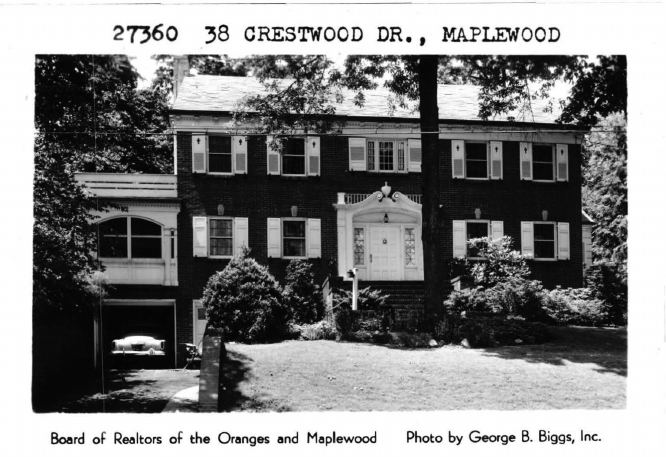 27360 38 CRESTWOOD DR., MAPLEWOOD
Board of Realtors of the Oranges and Maplewood Photo by George B. Biggs, Inc.